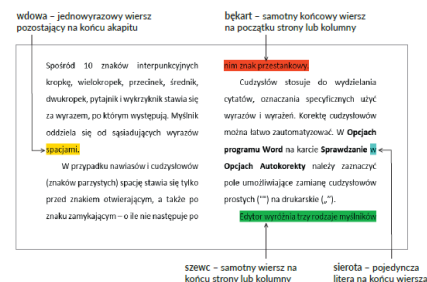 wdowa – jednowyrazowy wiersz
pozostający na końcu akapitu
bękart – samotny końcowy wiersz
na początku strony lub kolumny
Spośród 10 znaków interpunkcyjnych
kropkę, wielokropek, przecinek, średnik,
dwukropek, pytajnik i wykrzyknik stawia się
za wyrazem, po którym występują. Myślnik
oddziela się od sąsiadujących wyrazów
spacjami.
W przypadku nawiasów i cudzysłowów
(znaków parzystych) spację stawia się tylko
przed znakiem otwierającym, a także po
znaku zamykającym – o ile nie następuje po
nim znak przestankowy.
Cudzysłów stosuje do wydzielania
cytatów, oznaczania specyficznych użyć
wyrazów i wyrażeń. Korektę cudzysłowów
można łatwo zautomatyzować. W Opcjach
programu Word na karcie Sprawdzanie w
Opcjach Autokorekty należy zaznaczyć
pole umożliwiające zamianę cudzysłowów
prostych ("") na drukarskie („”).
Edytor wyróżnia trzy rodzaje myślników
szewc – samotny wiersz na
końcu strony lub kolumny
sierota – pojedyncza
litera na końcu wiersza